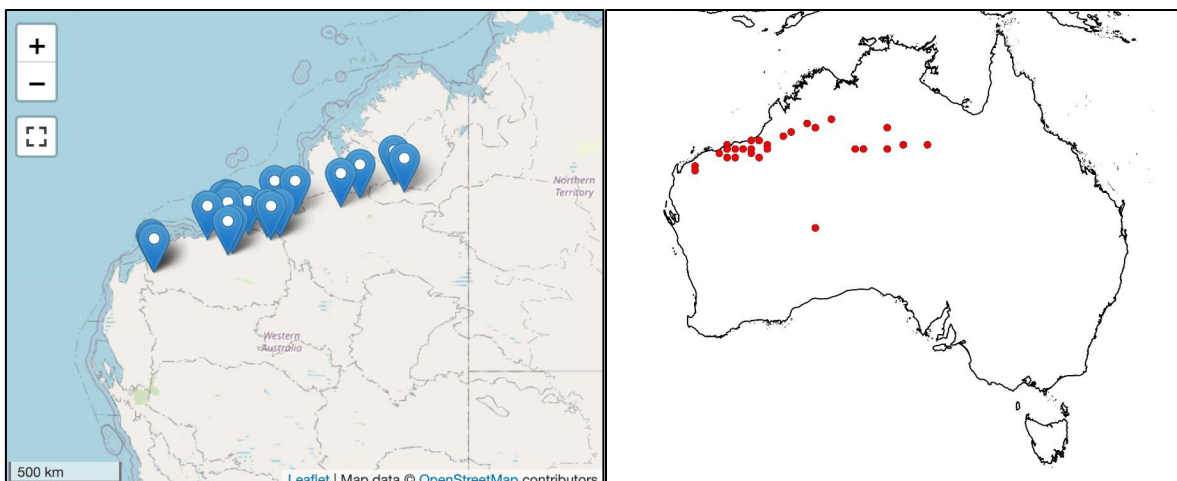 +
−
Northern
Territory
Western
Australia
500 km
Leaflet | Map data © OpenStreetMap contributors